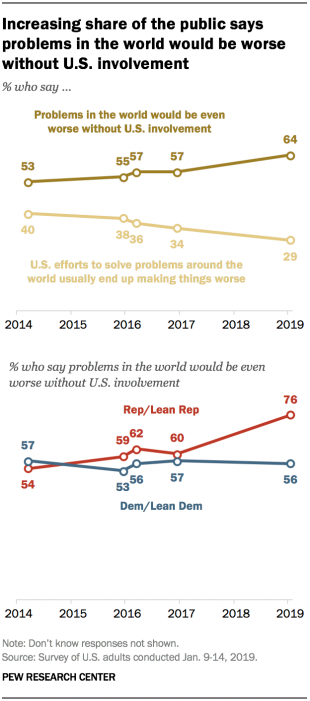 Increasing share of the public says
problems in the world would be worse
without U.S. involvement
% who say ...
Problems in the world would be even
worse without U.S. involvement
53
55
57
57
64
40
38
36
34
29
U.S. efforts to solve problems around the
world usually end up making things worse
2014 2015 2016 2017 2018 2019
% who say problems in the world would be even
worse without U.S. involvement
Rep/Lean Rep
76
57
59
62
60
54
53
56
57
56
Dem/Lean Dem
2014 2015 2016 2017 2018 2019
Note: Don't know responses not shown.
Source: Survey of U.S. adults conducted Jan. 9-14, 2019.
PEW RESEARCH CENTER